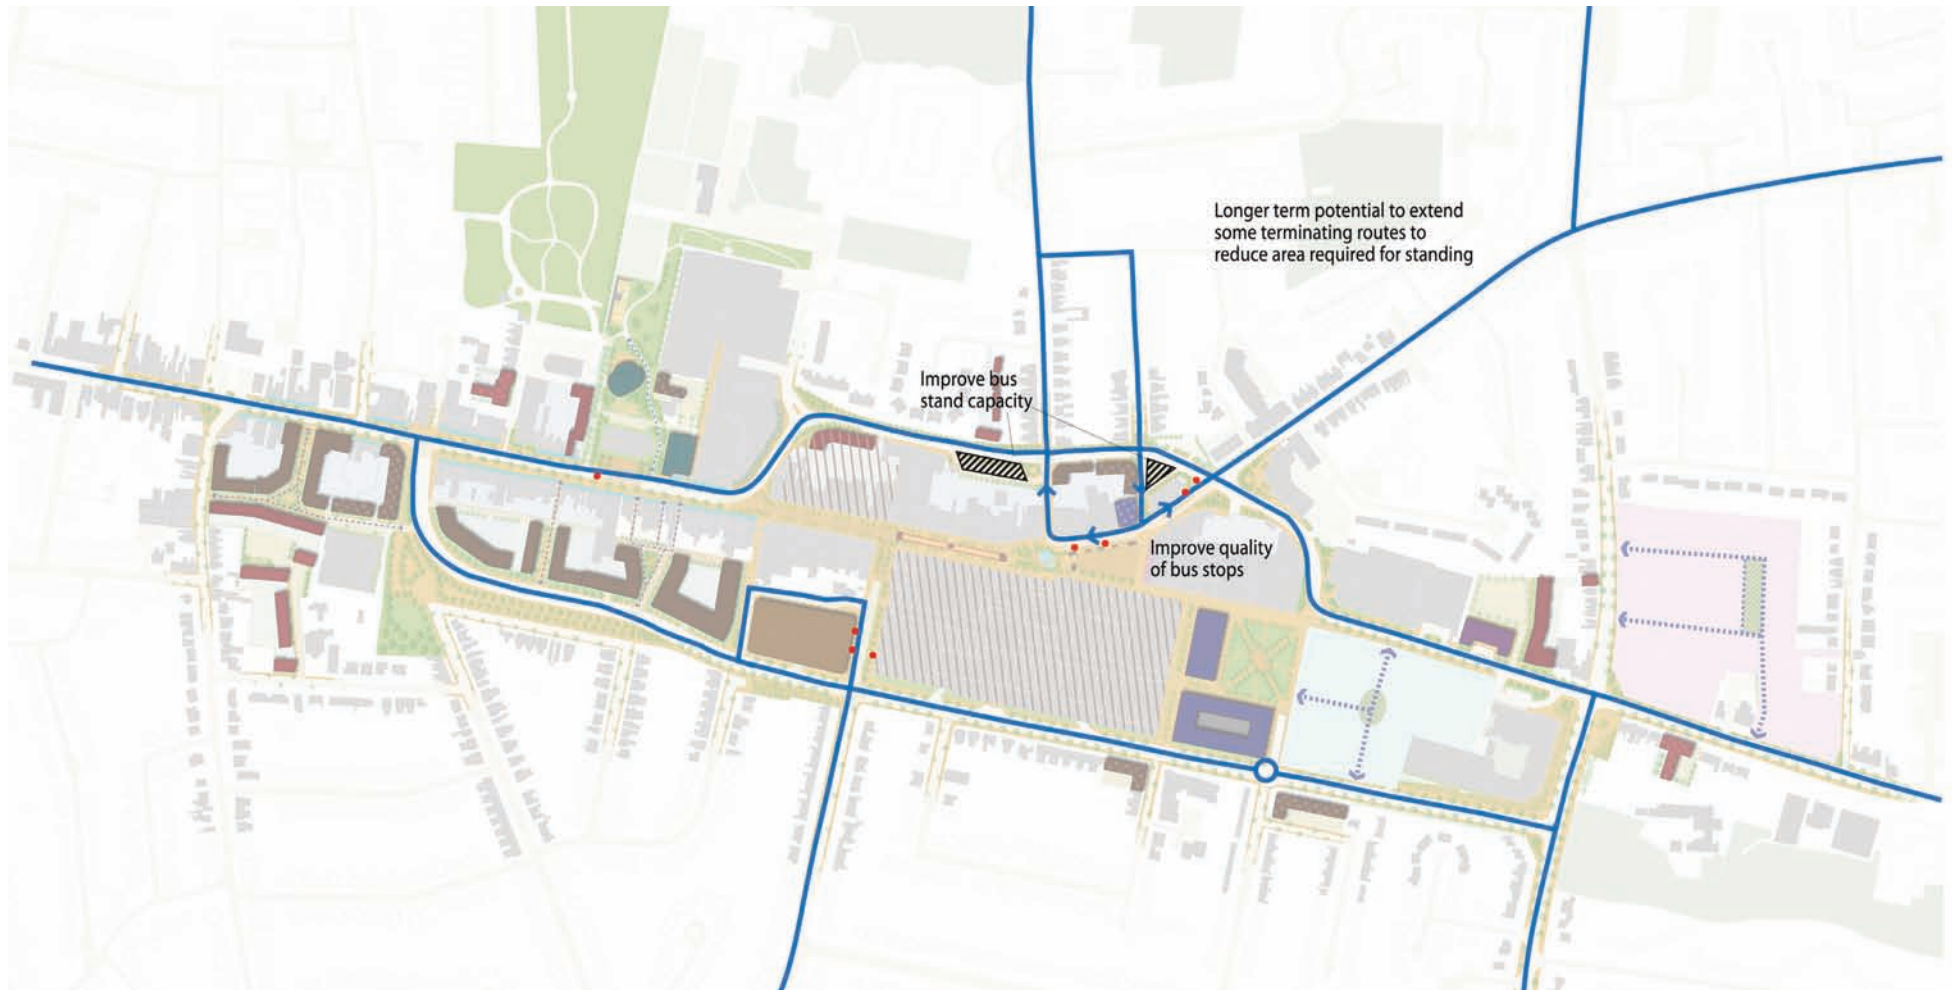 Longer term potential to extend
some terminating routes to
reduce area required for standing
Improve bus
stand capacity
Improve quality
of bus stops